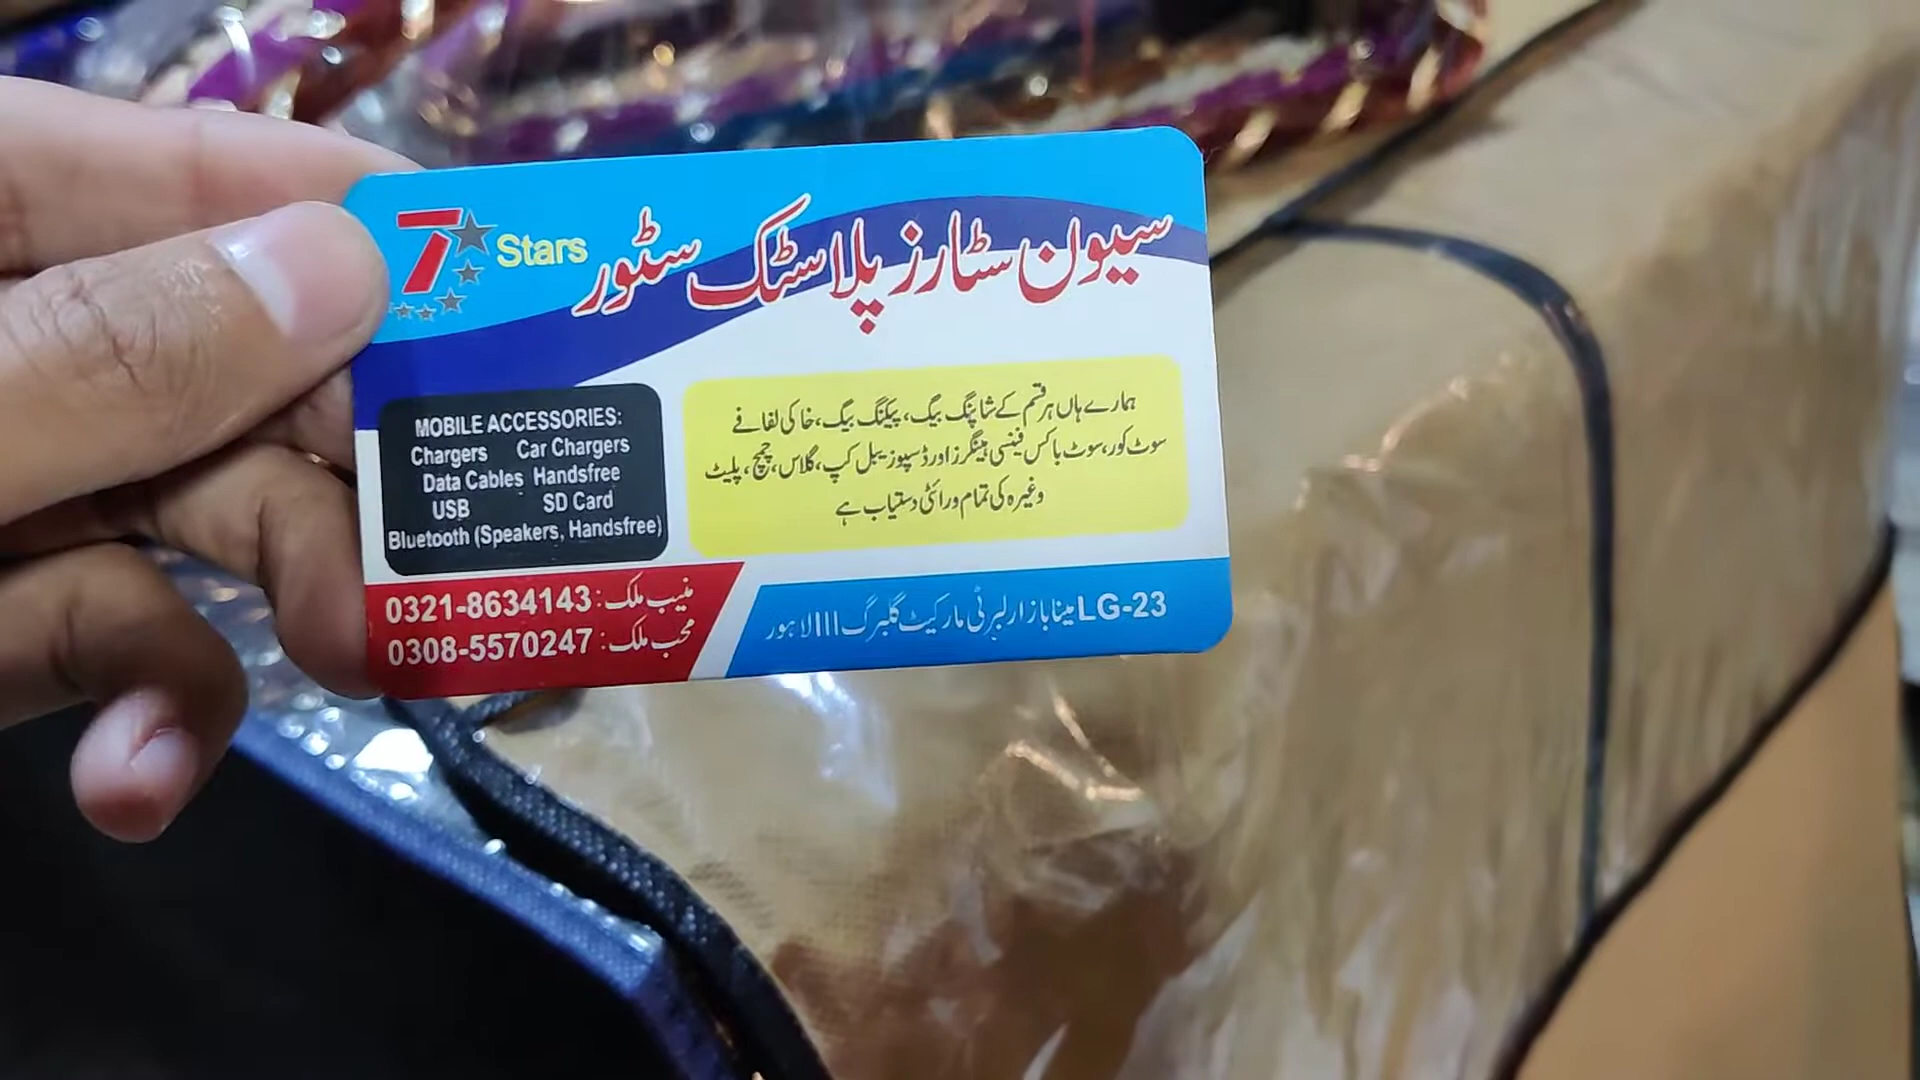 7 Stars سیون سٹارز پلاسٹک سٹور
MOBILE ACCESSORIES:
Chargers Car Chargers
Data Cables Handsfree
USB SD Card
Bluetooth (Speakers, Handsfree)
ہمارے ہاں ہر قسم کے شاپنگ بیگ، پیکنگ بیگ، خاکی لفافے
سوٹ کور، سوٹ باکس فینسی ہینگرز اور ڈسپوزیبل کپ، گلاس، چمچ، پلیٹ
وغیرہ کی تمام ورائٹی دستیاب ہے
منیب ملک: 0321-8634143
محب ملک: 0308-5570247
LG-23 مینا بازار لبرٹی مارکیٹ گلبرگ III لاہور